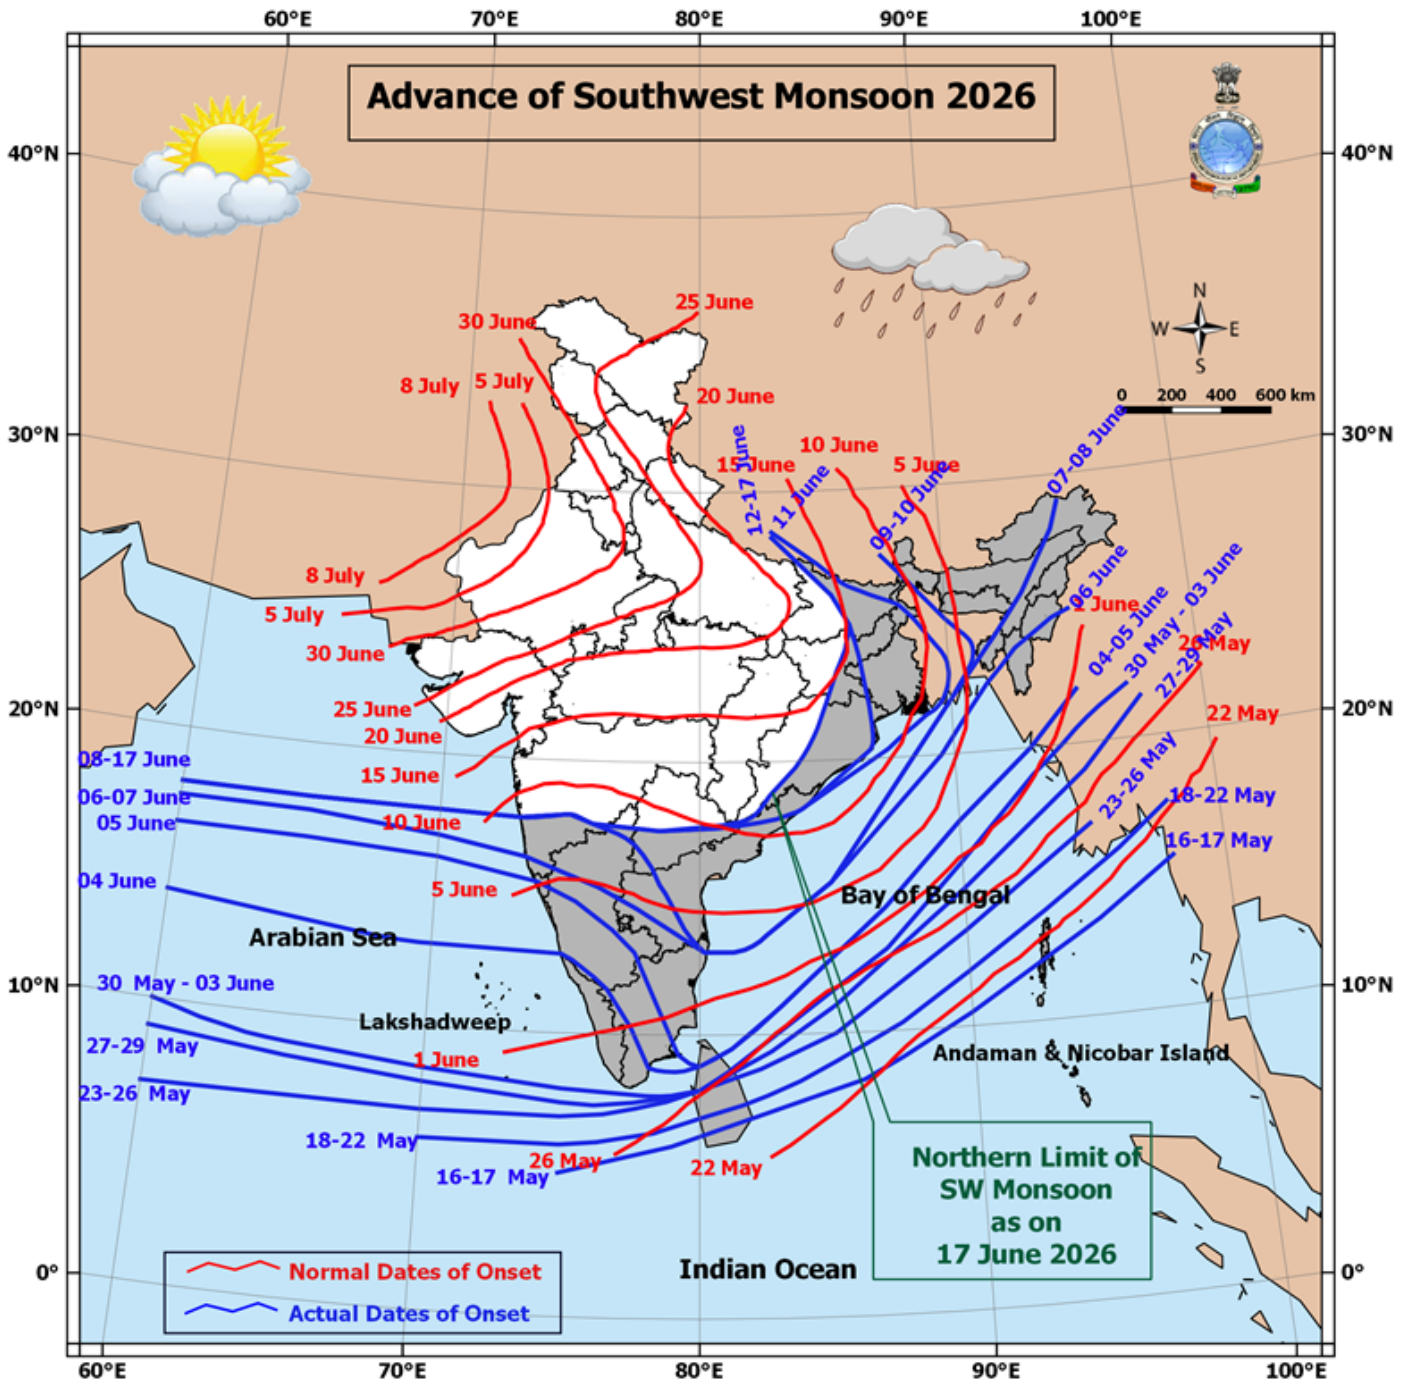 60°E 70°E 80°E 90°E 100°E
Advance of Southwest Monsoon 2026
40°N 40°N
N
W E
S
25 June
30 June
8 July 5 July
20 June
0 200 400 600 km
30°N 30°N
12-17 June
15 June
11 June
10 June
5 June
09-10 June
07-08 June
8 July
5 July
30 June
06 June
1 June
04-05 June
30 May - 03 June
27-29 May
26 May
25 June
20 June
20°N 20°N
22 May
15 June
08-17 June
06-07 June
05 June
10 June
23-26 May
18-22 May
16-17 May
04 June
5 June
Bay of Bengal
Arabian Sea
10°N 10°N
30 May - 03 June
Lakshadweep
27-29 May
1 June
Andaman & Nicobar Island
23-26 May
18-22 May
26 May
22 May
16-17 May
Northern Limit of
SW Monsoon
as on
17 June 2026
Indian Ocean
0° 0°
Normal Dates of Onset
Actual Dates of Onset
60°E 70°E 80°E 90°E 100°E